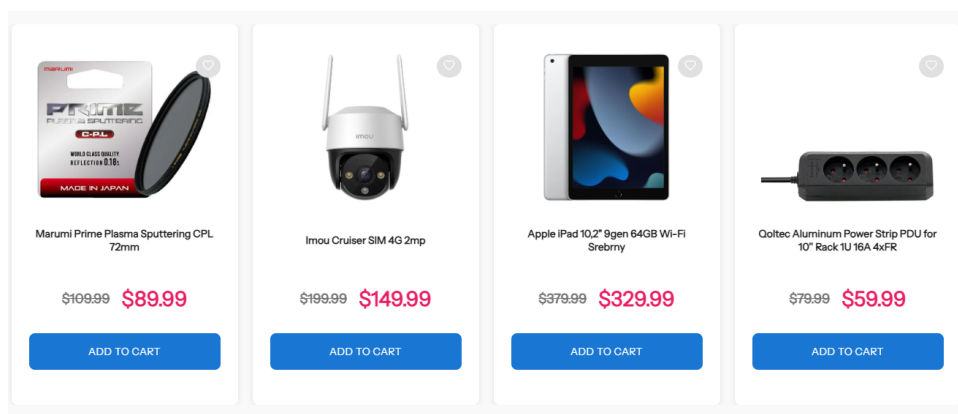 marumi
PRIME
PLASMA SPUTTERING
C-P.L
WORLD CLASS QUALITY
REFLECTION 0.18%
MADE IN JAPAN
Marumi Prime Plasma Sputtering CPL
72mm
$109.99 $89.99
ADD TO CART
imou
Imou Cruiser SIM 4G 2mp
$199.99 $149.99
ADD TO CART
Apple iPad 10,2" 9gen 64GB Wi-Fi
Srebrny
$379.99 $329.99
ADD TO CART
Qoltec Aluminum Power Strip PDU for
10" Rack 1U 16A 4xFR
$79.99 $59.99
ADD TO CART